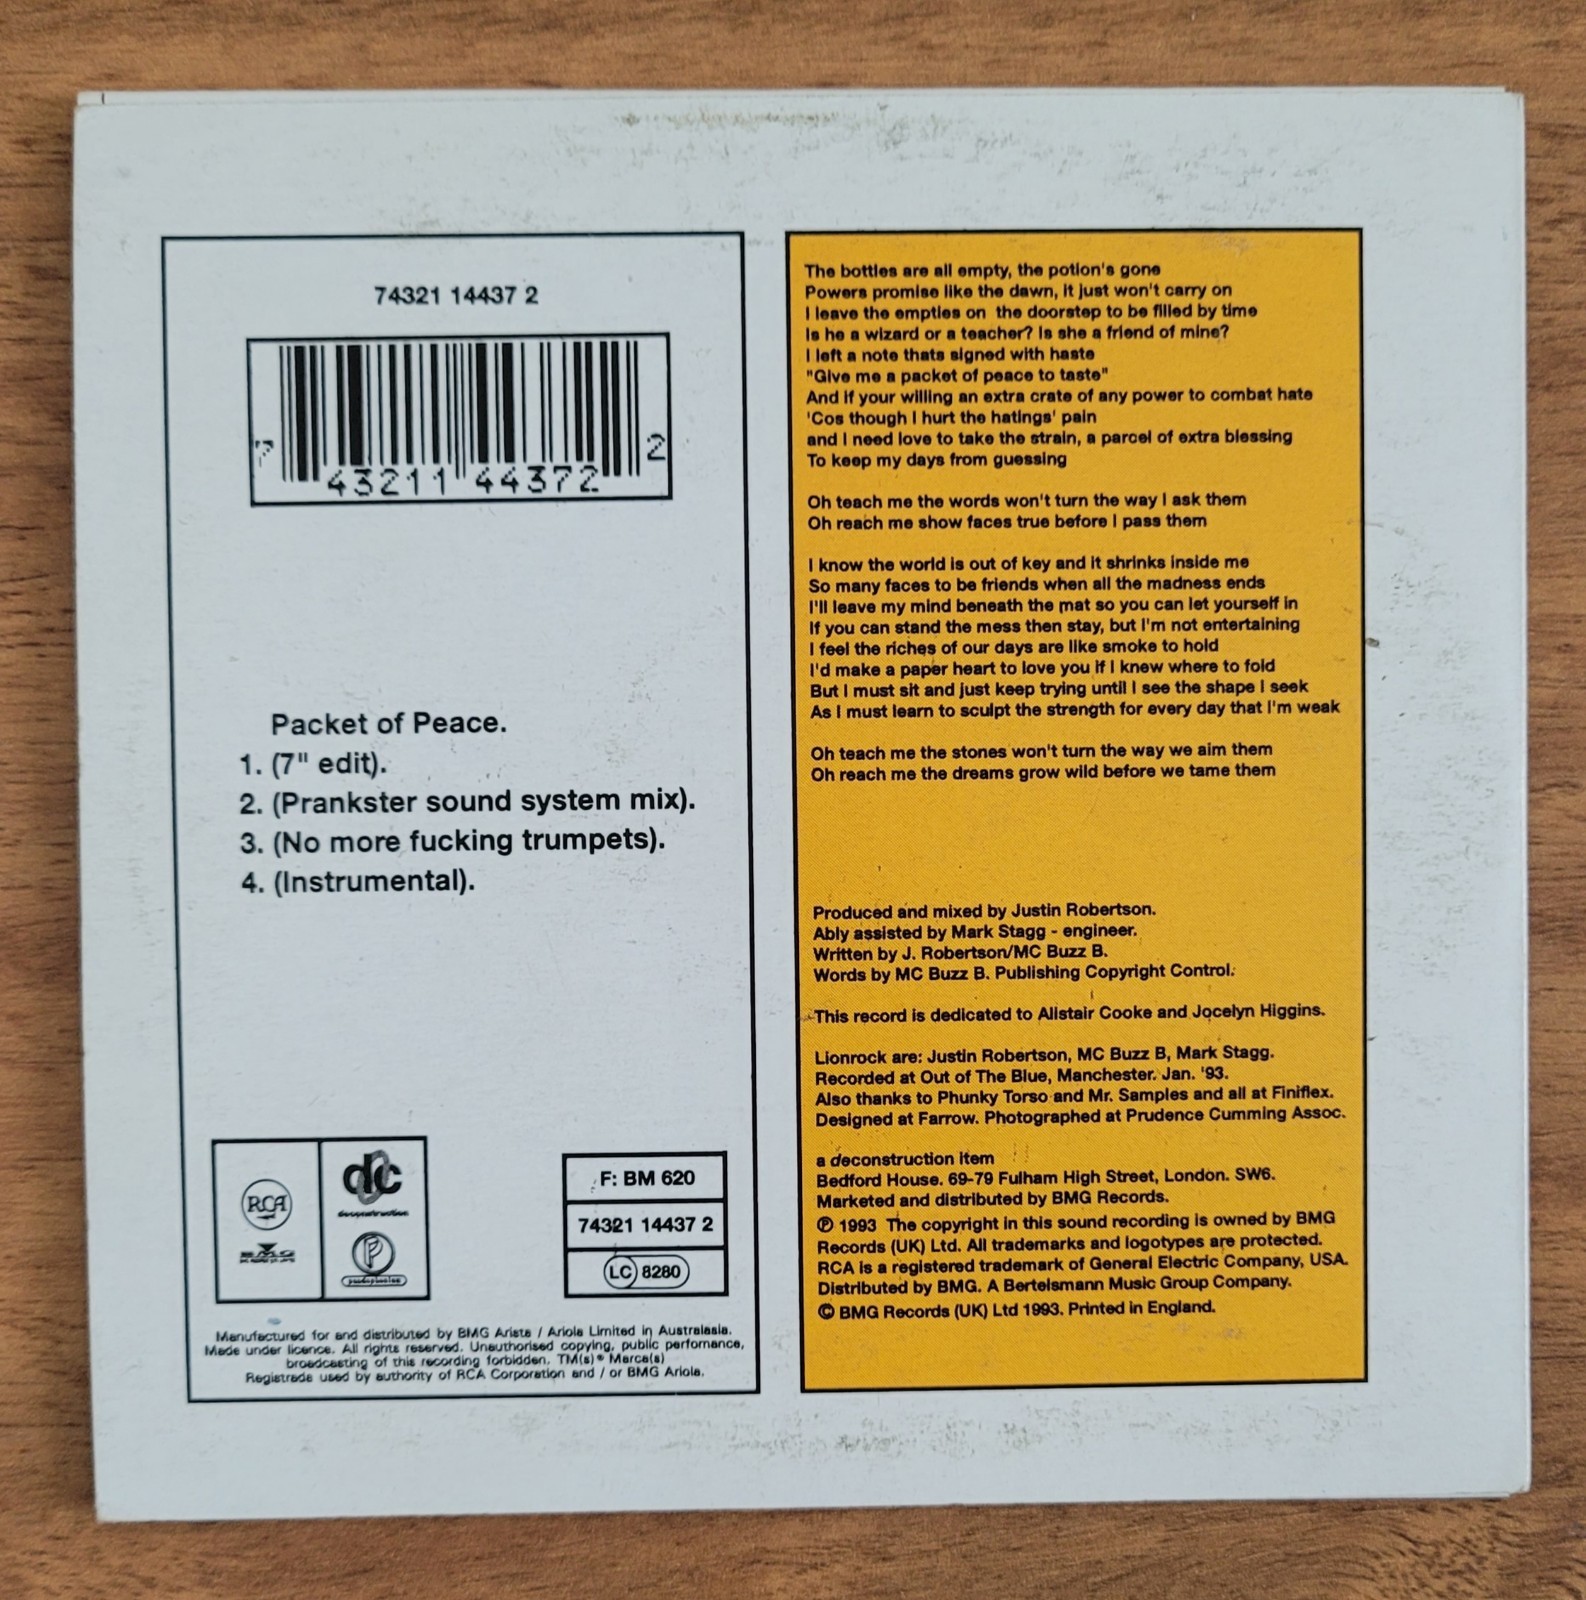 74321 14437 2
7 43211 44372 2
Packet of Peace.
1. (7" edit).
2. (Prankster sound system mix).
3. (No more fucking trumpets).
4. (Instrumental).
RCA
BMG
dc
deconstruction
P
F: BM 620
74321 14437 2
LC 8280
Manufactured for and distributed by BMG Arista / Ariola Limited in Australasia.
Made under licence. All rights reserved. Unauthorised copying, public perfomance,
broadcasting of this recording forbidden. TM(s)® Marca(s)
Registrada used by authority of RCA Corporation and / or BMG Ariola.
The bottles are all empty, the potion's gone
Powers promise like the dawn, it just won't carry on
I leave the empties on the doorstep to be filled by time
Is he a wizard or a teacher? Is she a friend of mine?
I left a note thats signed with haste
"Give me a packet of peace to taste"
And if your willing an extra crate of any power to combat hate
'Cos though I hurt the hatings' pain
and I need love to take the strain, a parcel of extra blessing
To keep my days from guessing
Oh teach me the words won't turn the way I ask them
Oh reach me show faces true before I pass them
I know the world is out of key and it shrinks inside me
So many faces to be friends when all the madness ends
I'll leave my mind beneath the mat so you can let yourself in
If you can stand the mess then stay, but I'm not entertaining
I feel the riches of our days are like smoke to hold
I'd make a paper heart to love you if I knew where to fold
But I must sit and just keep trying until I see the shape I seek
As I must learn to sculpt the strength for every day that I'm weak
Oh teach me the stones won't turn the way we aim them
Oh reach me the dreams grow wild before we tame them
Produced and mixed by Justin Robertson.
Ably assisted by Mark Stagg - engineer.
Written by J. Robertson/MC Buzz B.
Words by MC Buzz B. Publishing Copyright Control.
This record is dedicated to Alistair Cooke and Jocelyn Higgins.
Lionrock are: Justin Robertson, MC Buzz B, Mark Stagg.
Recorded at Out of The Blue, Manchester. Jan. '93.
Also thanks to Phunky Torso and Mr. Samples and all at Finiflex.
Designed at Farrow. Photographed at Prudence Cumming Assoc.
a deconstruction item
Bedford House. 69-79 Fulham High Street, London. SW6.
Marketed and distributed by BMG Records.
℗ 1993 The copyright in this sound recording is owned by BMG
Records (UK) Ltd. All trademarks and logotypes are protected.
RCA is a registered trademark of General Electric Company, USA.
Distributed by BMG. A Bertelsmann Music Group Company.
© BMG Records (UK) Ltd 1993. Printed in England.